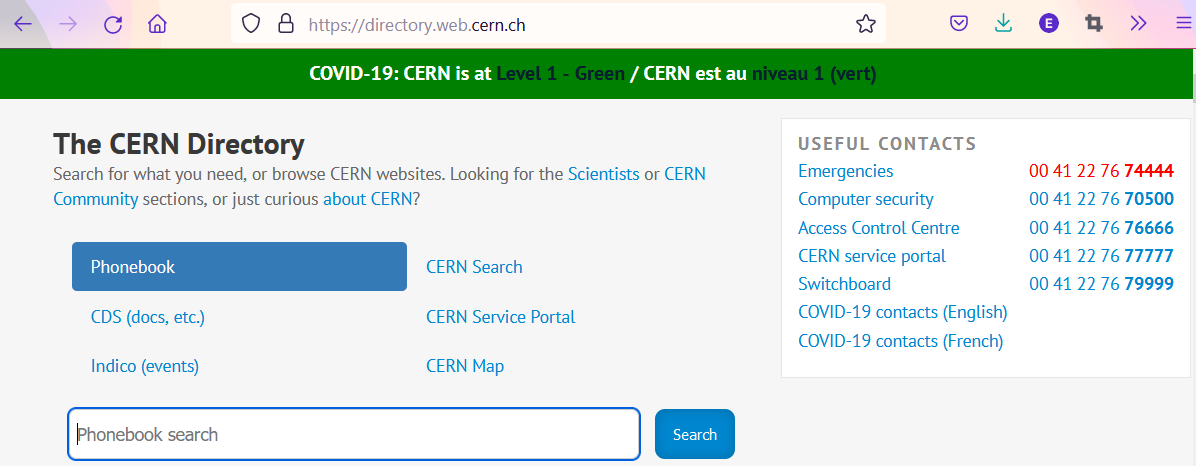 https://directory.web.cern.ch
E
COVID-19: CERN is at Level 1 - Green / CERN est au niveau 1 (vert)
The CERN Directory
Search for what you need, or browse CERN websites. Looking for the Scientists or CERN
Community sections, or just curious about CERN?
Phonebook
CERN Search
CDS (docs, etc.)
CERN Service Portal
Indico (events)
CERN Map
Phonebook search
Search
USEFUL CONTACTS
Emergencies 00 41 22 76 74444
Computer security 00 41 22 76 70500
Access Control Centre 00 41 22 76 76666
CERN service portal 00 41 22 76 77777
Switchboard 00 41 22 76 79999
COVID-19 contacts (English)
COVID-19 contacts (French)